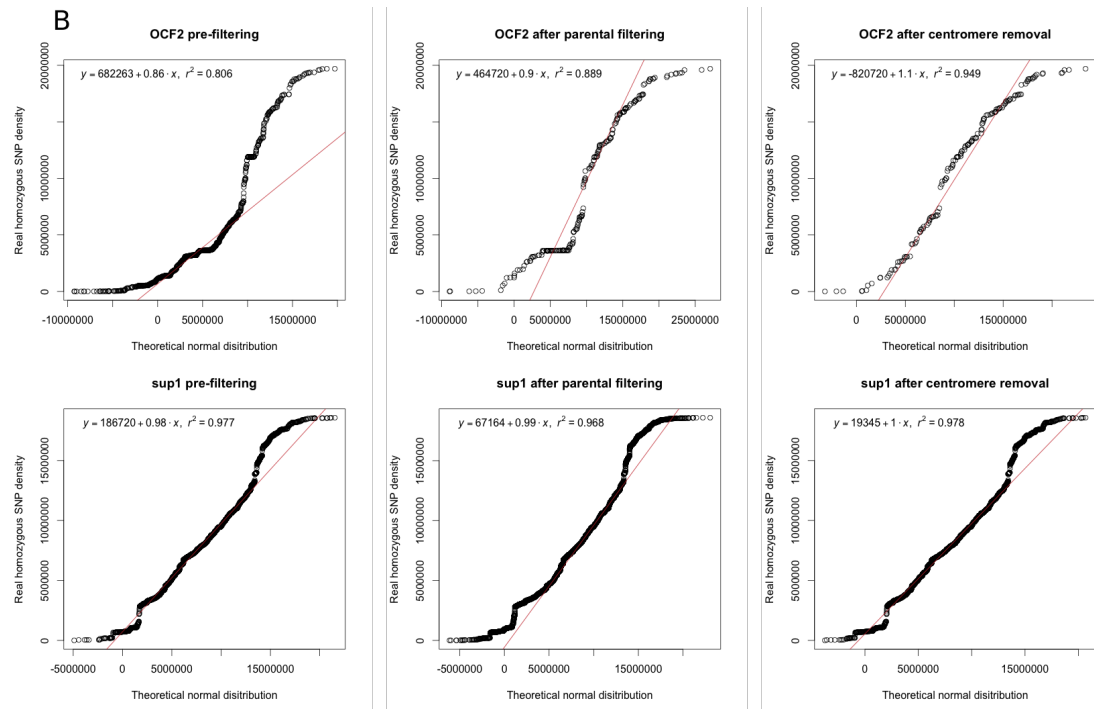 B
OCF2 pre-filtering
y = 682263 + 0.86 · x, r² = 0.806
Real homozygous SNP density
0 5000000 10000000 20000000
-10000000 0 5000000 15000000
Theoretical normal disitribution
OCF2 after parental filtering
y = 464720 + 0.9 · x, r² = 0.889
Real homozygous SNP density
0 5000000 10000000 20000000
-10000000 0 5000000 15000000 25000000
Theoretical normal disitribution
OCF2 after centromere removal
y = -820720 + 1.1 · x, r² = 0.949
Real homozygous SNP density
0 5000000 10000000 20000000
0 5000000 15000000
Theoretical normal disitribution
sup1 pre-filtering
y = 186720 + 0.98 · x, r² = 0.977
Real homozygous SNP density
0 5000000 10000000 15000000
-5000000 0 5000000 15000000
Theoretical normal disitribution
sup1 after parental filtering
y = 67164 + 0.99 · x, r² = 0.968
Real homozygous SNP density
0 5000000 10000000 15000000
-5000000 0 5000000 15000000
Theoretical normal disitribution
sup1 after centromere removal
y = 19345 + 1 · x, r² = 0.978
Real homozygous SNP density
0 5000000 10000000 15000000
0 5000000 15000000
Theoretical normal disitribution